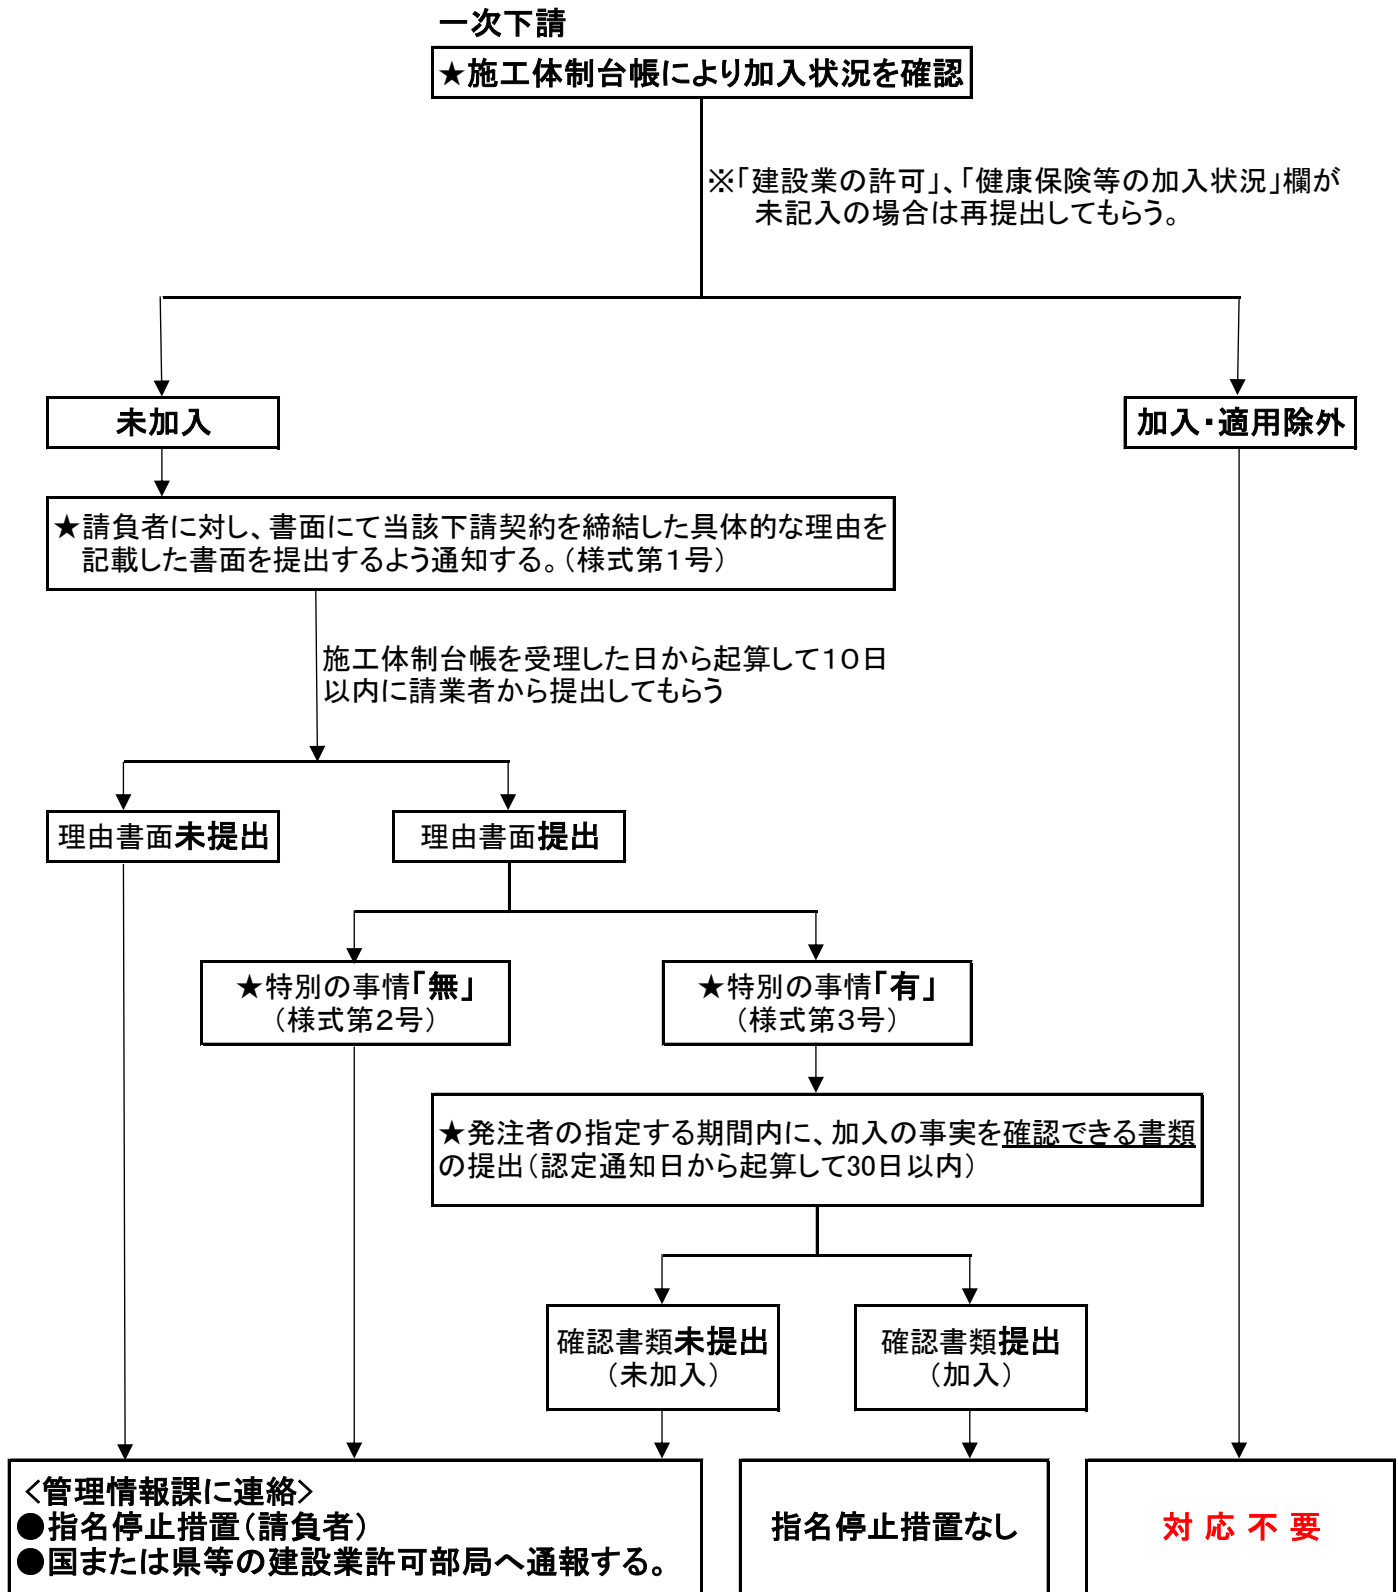 一次下請
★施工体制台帳により加入状況を確認
※「建設業の許可」、「健康保険等の加入状況」欄が
未記入の場合は再提出してもらう。
未加入
加入・適用除外
★請負者に対し、書面にて当該下請契約を締結した具体的な理由を
記載した書面を提出するよう通知する。(様式第1号)
施工体制台帳を受理した日から起算して10日
以内に請業者から提出してもらう
理由書面未提出
理由書面提出
★特別の事情「無」
(様式第2号)
★特別の事情「有」
(様式第3号)
★発注者の指定する期間内に、加入の事実を確認できる書類
の提出(認定通知日から起算して30日以内)
確認書類未提出
(未加入)
確認書類提出
(加入)
<管理情報課に連絡>
●指名停止措置(請負者)
●国または県等の建設業許可部局へ通報する。
指名停止措置なし
対応不要